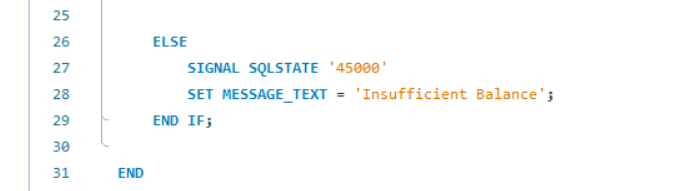 25
26 ELSE
27 SIGNAL SQLSTATE '45000'
28 SET MESSAGE_TEXT = 'Insufficient Balance';
29 END IF;
30
31 END